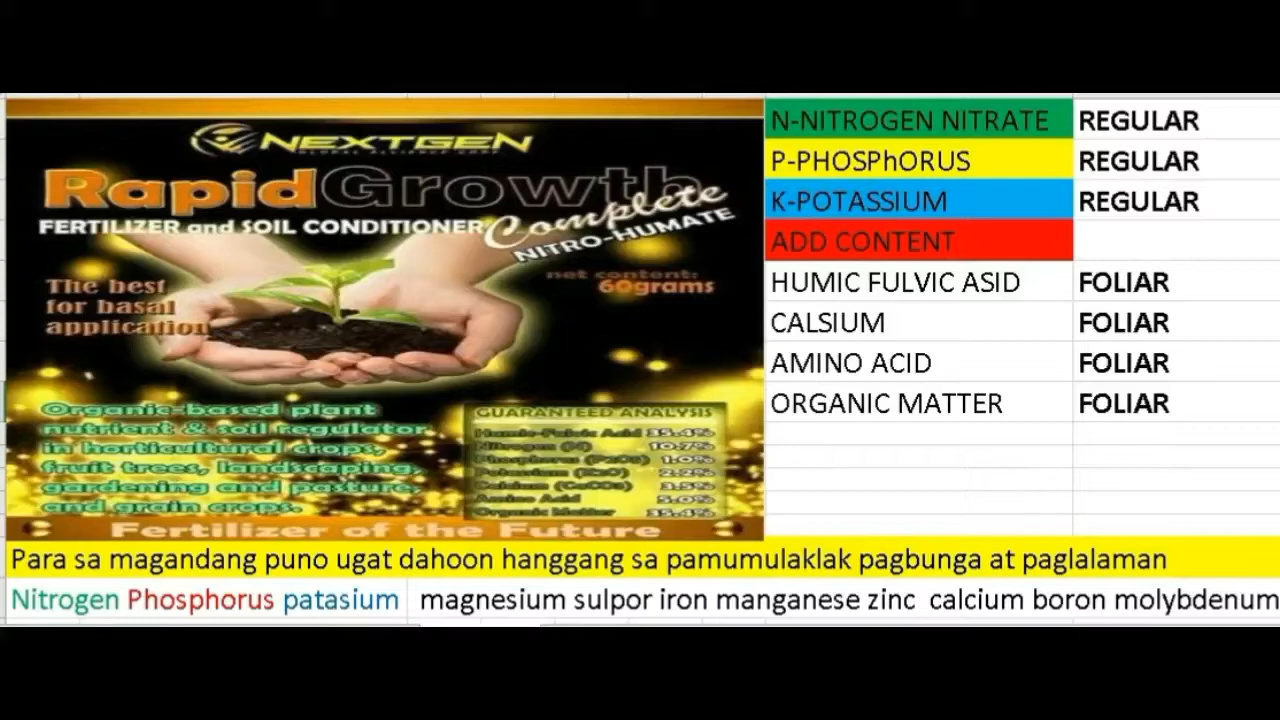 NEXTGEN
GLOBAL ALLIANCE CORP
RapidGrowth
Complete
FERTILIZER and SOIL CONDITIONER
NITRO-HUMATE
net content:
60grams
The best
for basal
application
Organic-based plant
nutrient & soil regulator
in horticultural crops,
fruit trees, landscaping,
gardening and pasture,
and grain crops.
GUARANTEED ANALYSIS
Humic-Fulvic Acid 35.4%
Nitrogen (N) 10.7%
Phosphorus (P2O5) 1.0%
Potassium (K2O) 2.2%
Calcium (CaCO3) 3.5%
Amino Acid 5.0%
Organic Matter 35.4%
Fertilizer of the Future
N-NITROGEN NITRATE REGULAR
P-PHOSPhORUS REGULAR
K-POTASSIUM REGULAR
ADD CONTENT
HUMIC FULVIC ASID FOLIAR
CALSIUM FOLIAR
AMINO ACID FOLIAR
ORGANIC MATTER FOLIAR
Para sa magandang puno ugat dahoon hanggang sa pamumulaklak pagbunga at paglalaman
Nitrogen Phosphorus patasium magnesium sulpor iron manganese zinc calcium boron molybdenum